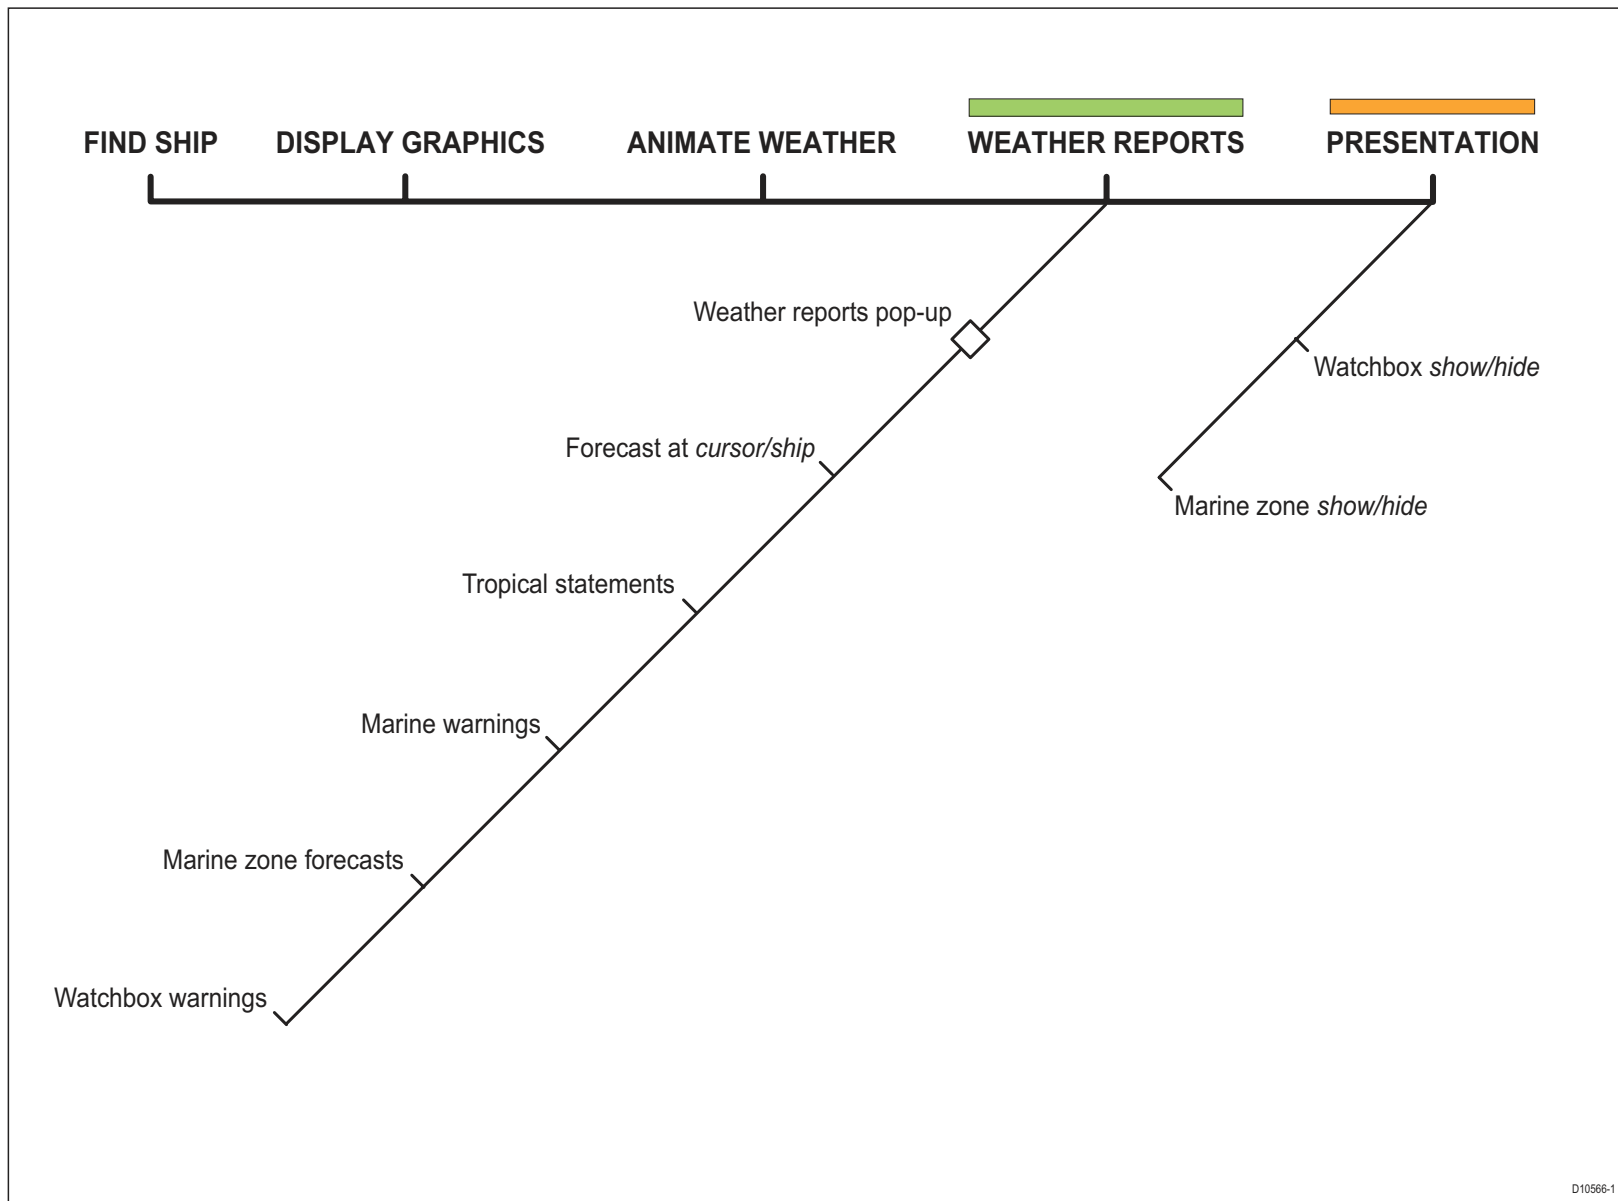 FIND SHIP
DISPLAY GRAPHICS
ANIMATE WEATHER
WEATHER REPORTS
PRESENTATION
Weather reports pop-up
Watchbox show/hide
Forecast at cursor/ship
Marine zone show/hide
Tropical statements
Marine warnings
Marine zone forecasts
Watchbox warnings
D10566-1